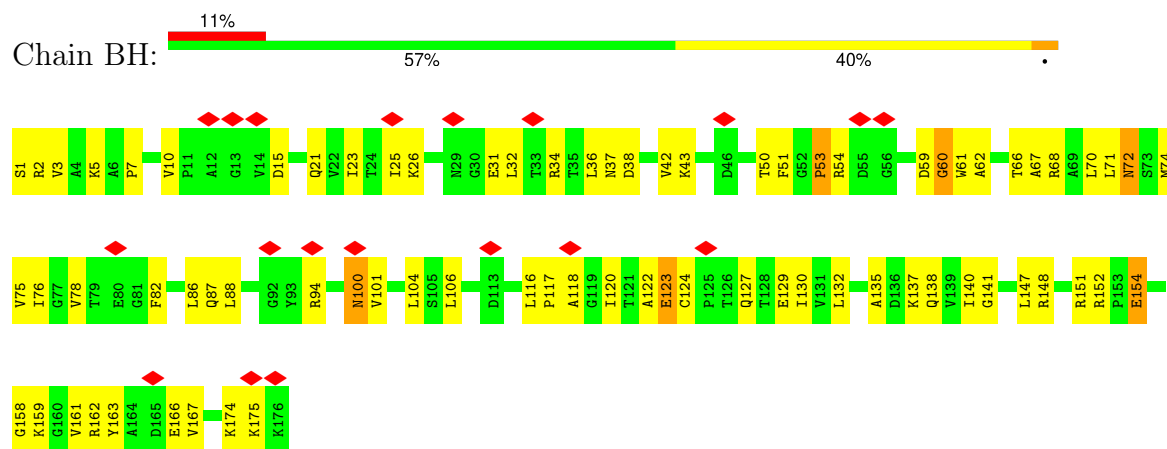 11%
Chain BH:
57% 40% •
S1 R2 V3 A4 K5 A6 P7 V10 P11 A12 G13 V14 D15 Q21 V22 I23 T24 I25 K26 N29 G30 E31 L32 T33 R34 T35 L36 N37 D38 V42 K43 D46 T50 F51 G52 P53 R54 D55 G56 D59 G60 W61 A62 T66 A67 R68 A69 L70 L71 N72 S73 M74
V75 I76 G77 V78 T79 E80 G81 F82 L86 Q87 L88 G92 Y93 R94 N100 V101 L104 S105 L106 D113 L116 P117 A118 G119 I120 T121 A122 E123 C124 P125 T126 Q127 T128 E129 I130 V131 L132 A135 D136 K137 Q138 V139 I140 G141 L147 R148 R151 R152 P153 E154
G158 K159 G160 V161 R162 Y163 A164 D165 E166 V167 K174 K175 K176